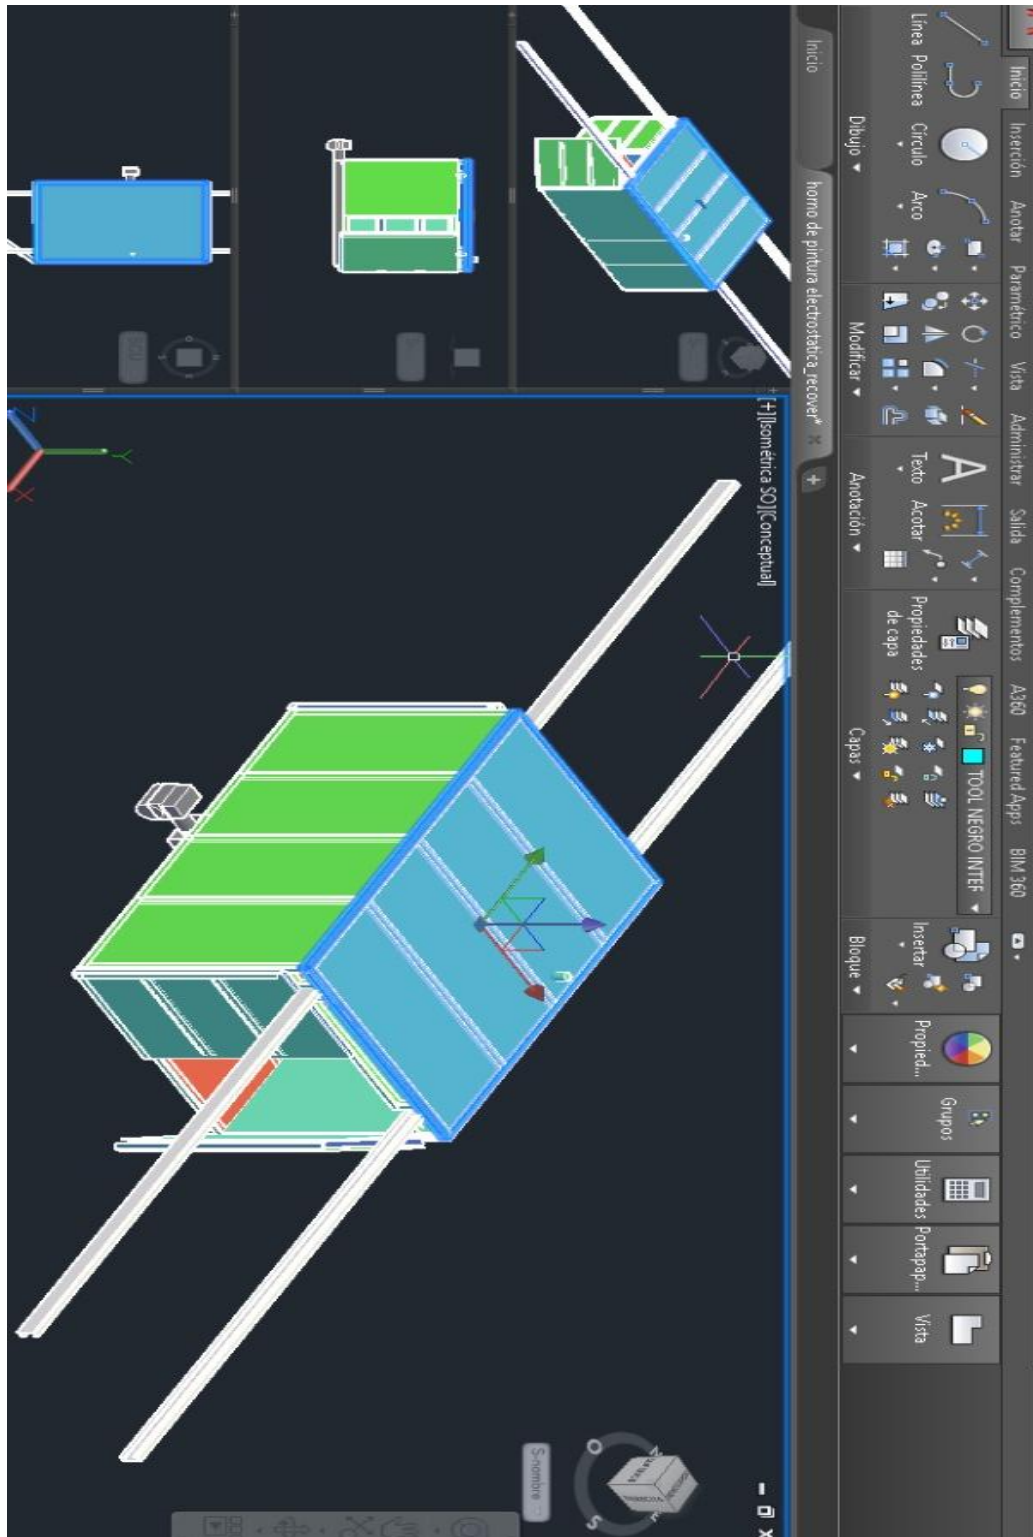 Inicio Inserción Anotar Paramétrico Vista Administrar Salida Complementos A360 Featured Apps BIM 360
Línea Polilínea Círculo Arco
Texto Acotar
Propiedades de capa
TOOL NEGRO INTEF
Insertar
Propied...
Grupos
Utilidades
Portapap...
Vista
Dibujo
Modificar
Anotación
Capas
Bloque
Inicio
horno de pintura electrostatica_recover*
[+][Isométrica SO][Conceptual]
O
S
S-nombre
Z
Y
X
SCU